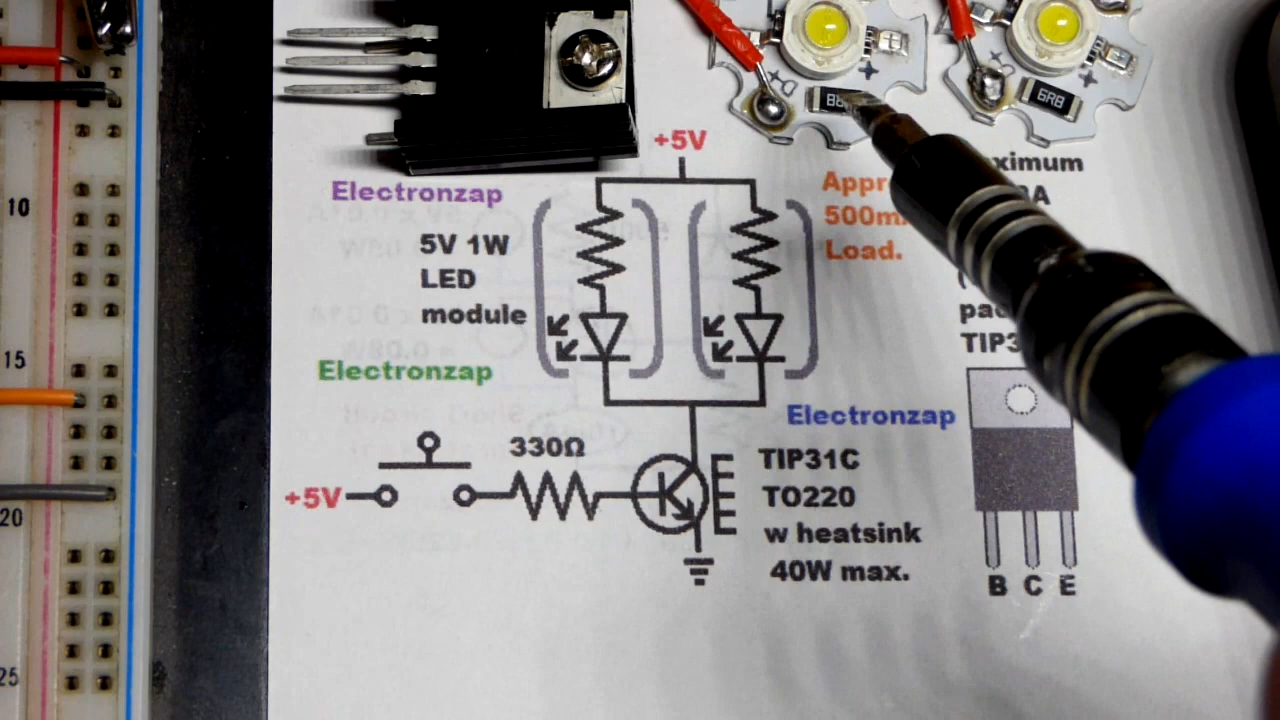 6R8
+5V
Electronzap
5V 1W
LED
module
Load.
Electronzap
Electronzap
330Ω
+5V
TIP31C
TO220
w heatsink
40W max.
B C E
10
15
20
25